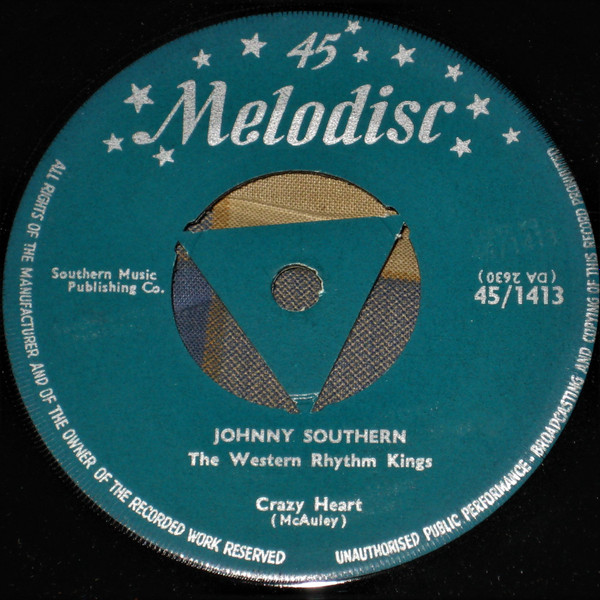 45
Melodisc
Southern Music
Publishing Co.
(DA 2630)
45/1413
JOHNNY SOUTHERN
The Western Rhythm Kings
Crazy Heart
(McAuley)
ALL RIGHTS OF THE MANUFACTURER AND OF THE OWNER OF THE RECORDED WORK RESERVED
UNAUTHORISED PUBLIC PERFORMANCE - BROADCASTING AND COPYING OF THIS RECORD PROHIBITED